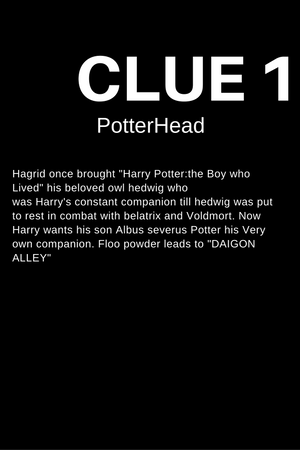 CLUE 1
PotterHead
Hagrid once brought "Harry Potter:the Boy who
Lived" his beloved owl hedwig who
was Harry's constant companion till hedwig was put
to rest in combat with belatrix and Voldmort. Now
Harry wants his son Albus severus Potter his Very
own companion. Floo powder leads to "DAIGON
ALLEY"